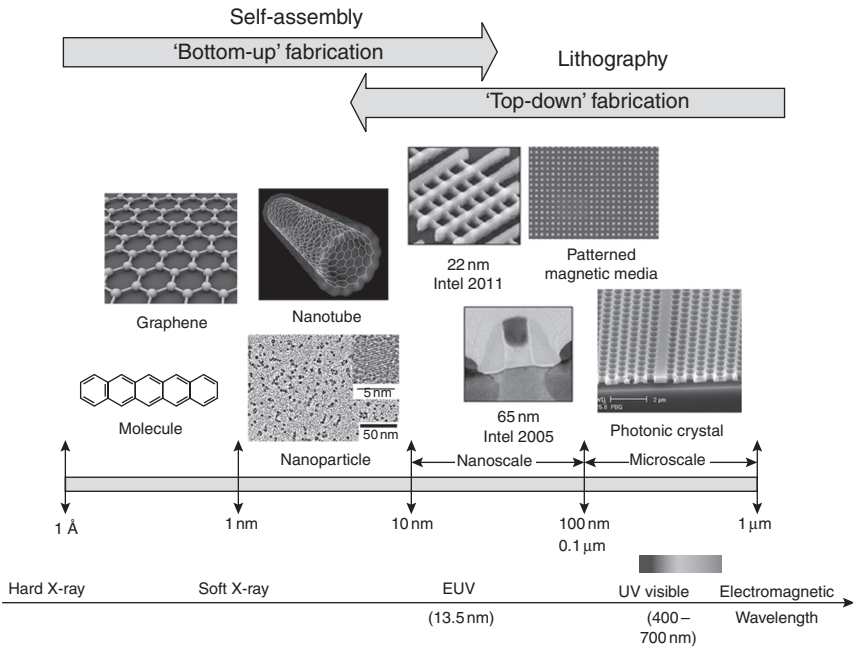 Self-assembly
'Bottom-up' fabrication
Lithography
'Top-down' fabrication
22 nm
Intel 2011
Patterned
magnetic media
Graphene
Nanotube
5 nm
50 nm
2 μm
Molecule
65 nm
Intel 2005
Photonic crystal
Nanoparticle
Nanoscale
Microscale
1 Å
1 nm
10 nm
100 nm
0.1 μm
1 μm
Hard X-ray
Soft X-ray
EUV
UV visible
Electromagnetic
(13.5 nm)
(400 –
700 nm)
Wavelength